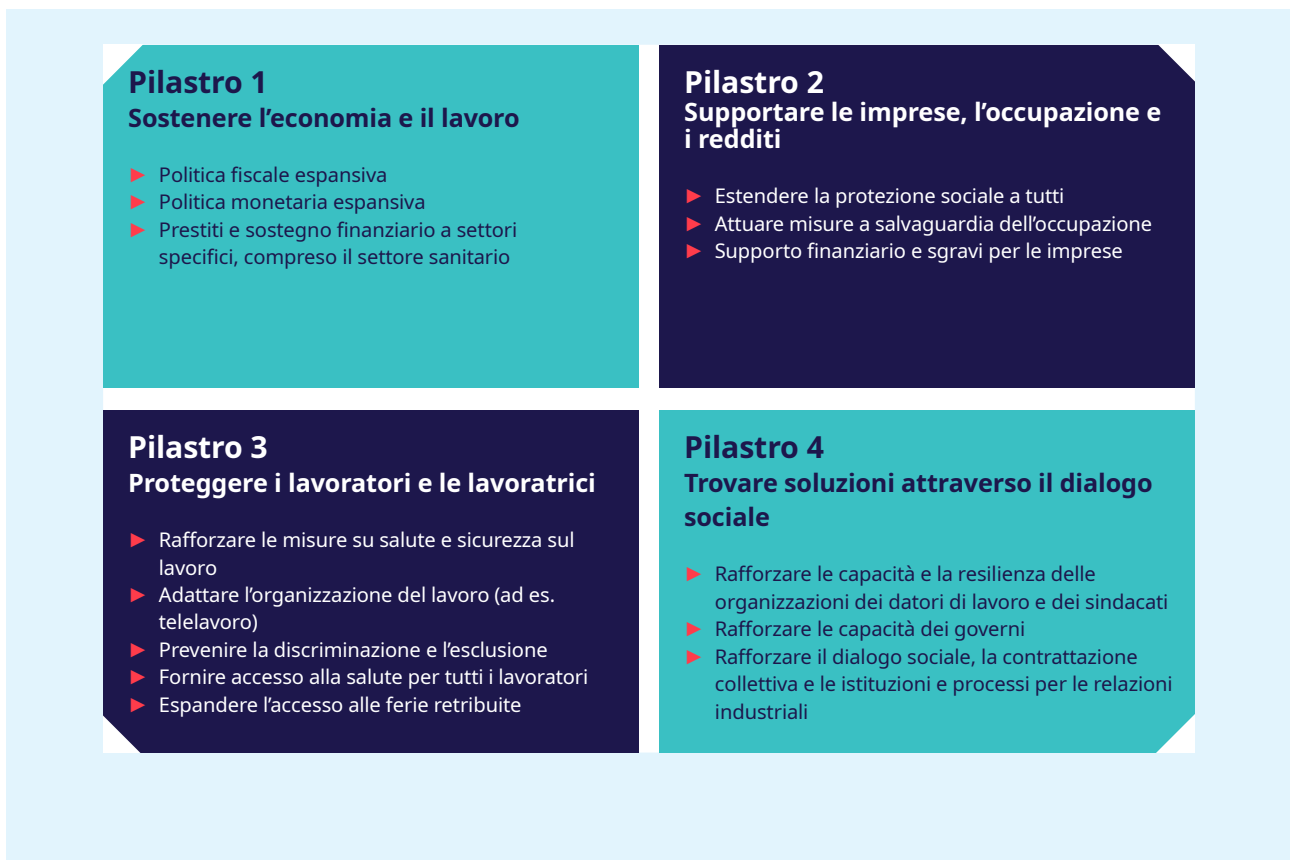 Pilastro 1
Sostenere l’economia e il lavoro
► Politica fiscale espansiva
► Politica monetaria espansiva
► Prestiti e sostegno finanziario a settori
specifici, compreso il settore sanitario
Pilastro 2
Supportare le imprese, l’occupazione e
i redditi
► Estendere la protezione sociale a tutti
► Attuare misure a salvaguardia dell’occupazione
► Supporto finanziario e sgravi per le imprese
Pilastro 3
Proteggere i lavoratori e le lavoratrici
► Rafforzare le misure su salute e sicurezza sul
lavoro
► Adattare l’organizzazione del lavoro (ad es.
telelavoro)
► Prevenire la discriminazione e l’esclusione
► Fornire accesso alla salute per tutti i lavoratori
► Espandere l’accesso alle ferie retribuite
Pilastro 4
Trovare soluzioni attraverso il dialogo
sociale
► Rafforzare le capacità e la resilienza delle
organizzazioni dei datori di lavoro e dei sindacati
► Rafforzare le capacità dei governi
► Rafforzare il dialogo sociale, la contrattazione
collettiva e le istituzioni e processi per le relazioni
industriali